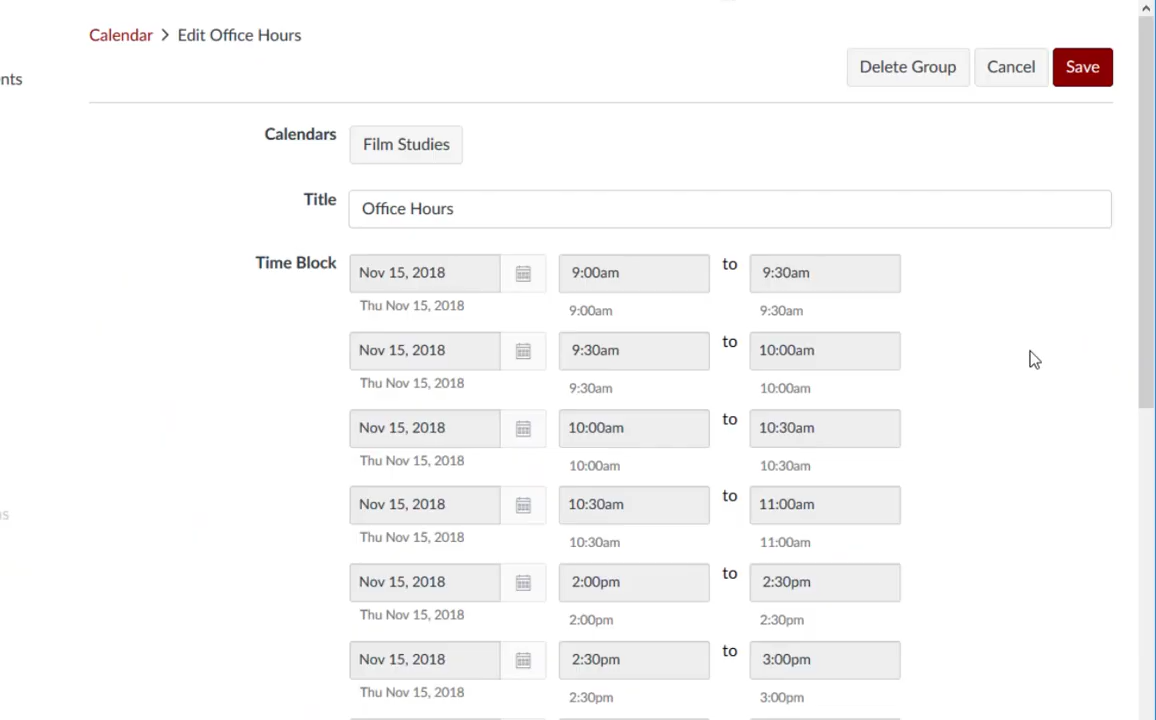 Calendar > Edit Office Hours
nts
Delete Group Cancel Save
Calendars Film Studies
Title Office Hours
Time Block Nov 15, 2018 9:00am to 9:30am
Thu Nov 15, 2018 9:00am 9:30am
Nov 15, 2018 9:30am to 10:00am
Thu Nov 15, 2018 9:30am 10:00am
Nov 15, 2018 10:00am to 10:30am
Thu Nov 15, 2018 10:00am 10:30am
Nov 15, 2018 10:30am to 11:00am
s
Thu Nov 15, 2018 10:30am 11:00am
Nov 15, 2018 2:00pm to 2:30pm
Thu Nov 15, 2018 2:00pm 2:30pm
Nov 15, 2018 2:30pm to 3:00pm
Thu Nov 15, 2018 2:30pm 3:00pm